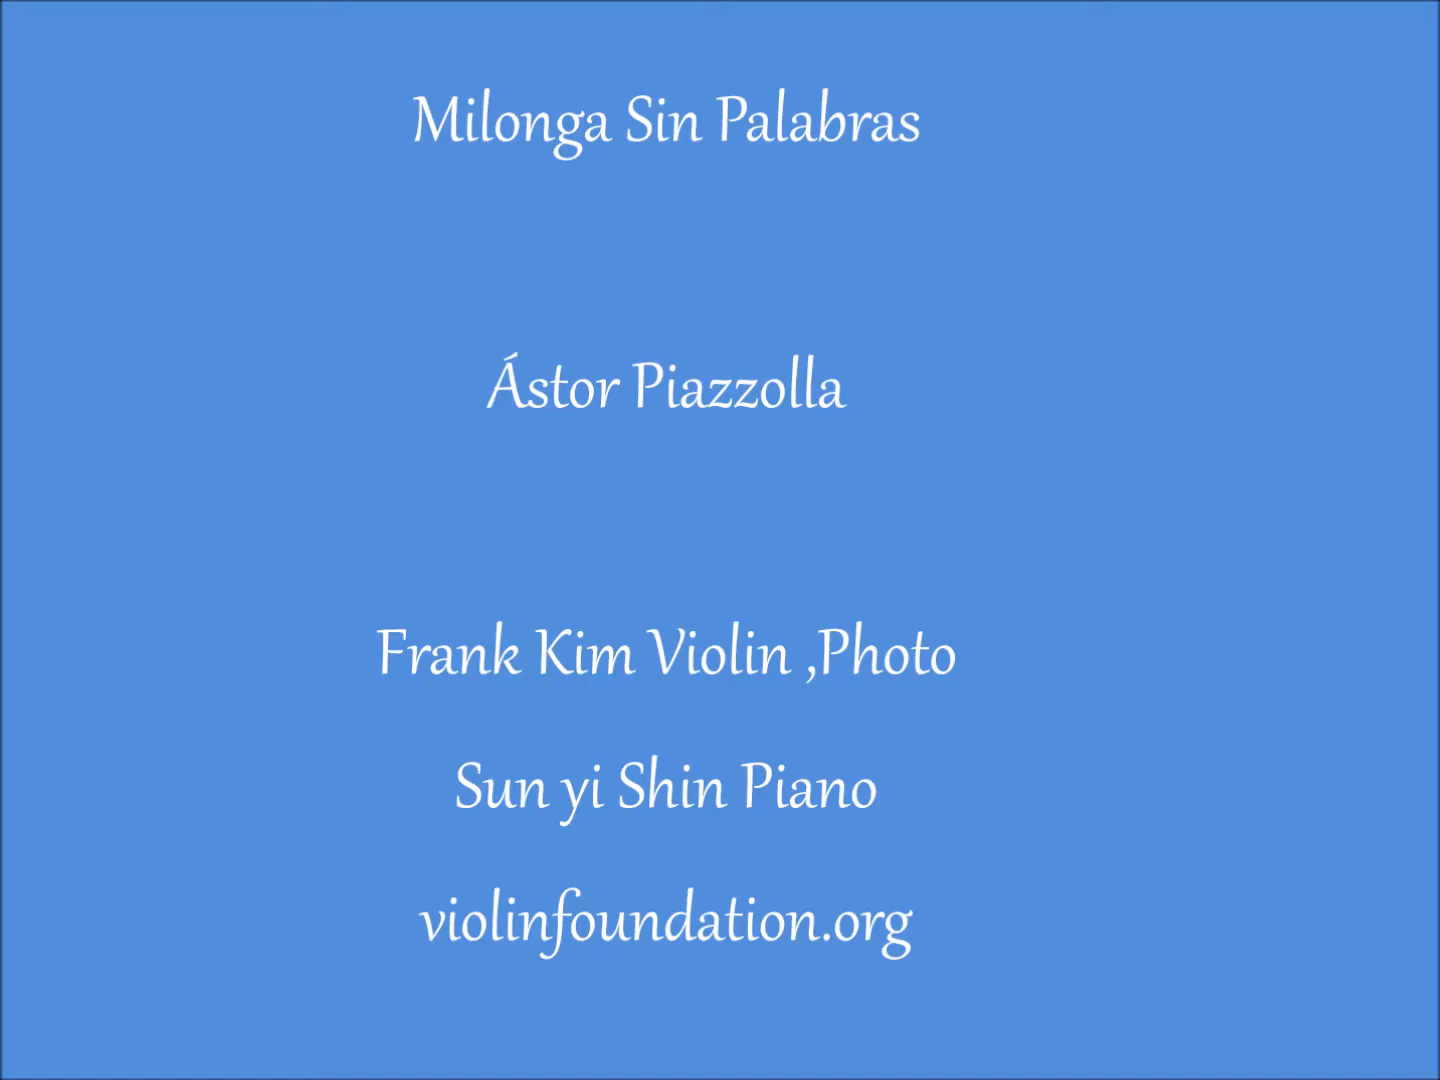 Milonga Sin Palabras
Ástor Piazzolla
Frank Kim Violin ,Photo
Sun yi Shin Piano
violinfoundation.org